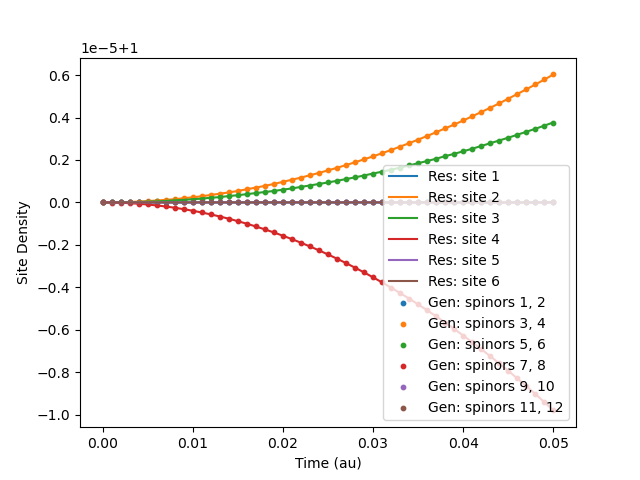 1e−5+1
0.6
0.4
0.2
0.0
−0.2
−0.4
−0.6
−0.8
−1.0
Site Density
0.00 0.01 0.02 0.03 0.04 0.05
Time (au)
Res: site 1
Res: site 2
Res: site 3
Res: site 4
Res: site 5
Res: site 6
Gen: spinors 1, 2
Gen: spinors 3, 4
Gen: spinors 5, 6
Gen: spinors 7, 8
Gen: spinors 9, 10
Gen: spinors 11, 12